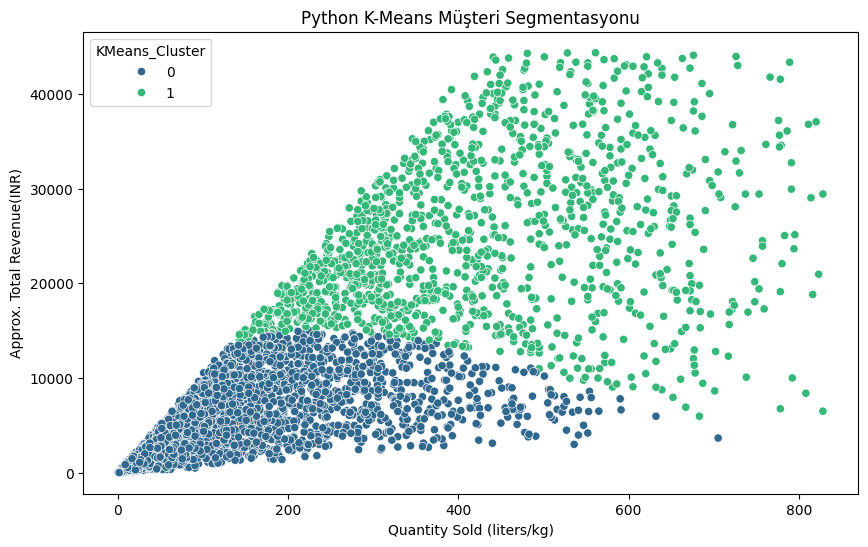 Python K-Means Müşteri Segmentasyonu
KMeans_Cluster
0
1
Approx. Total Revenue(INR)
40000
30000
20000
10000
0
0 200 400 600 800
Quantity Sold (liters/kg)